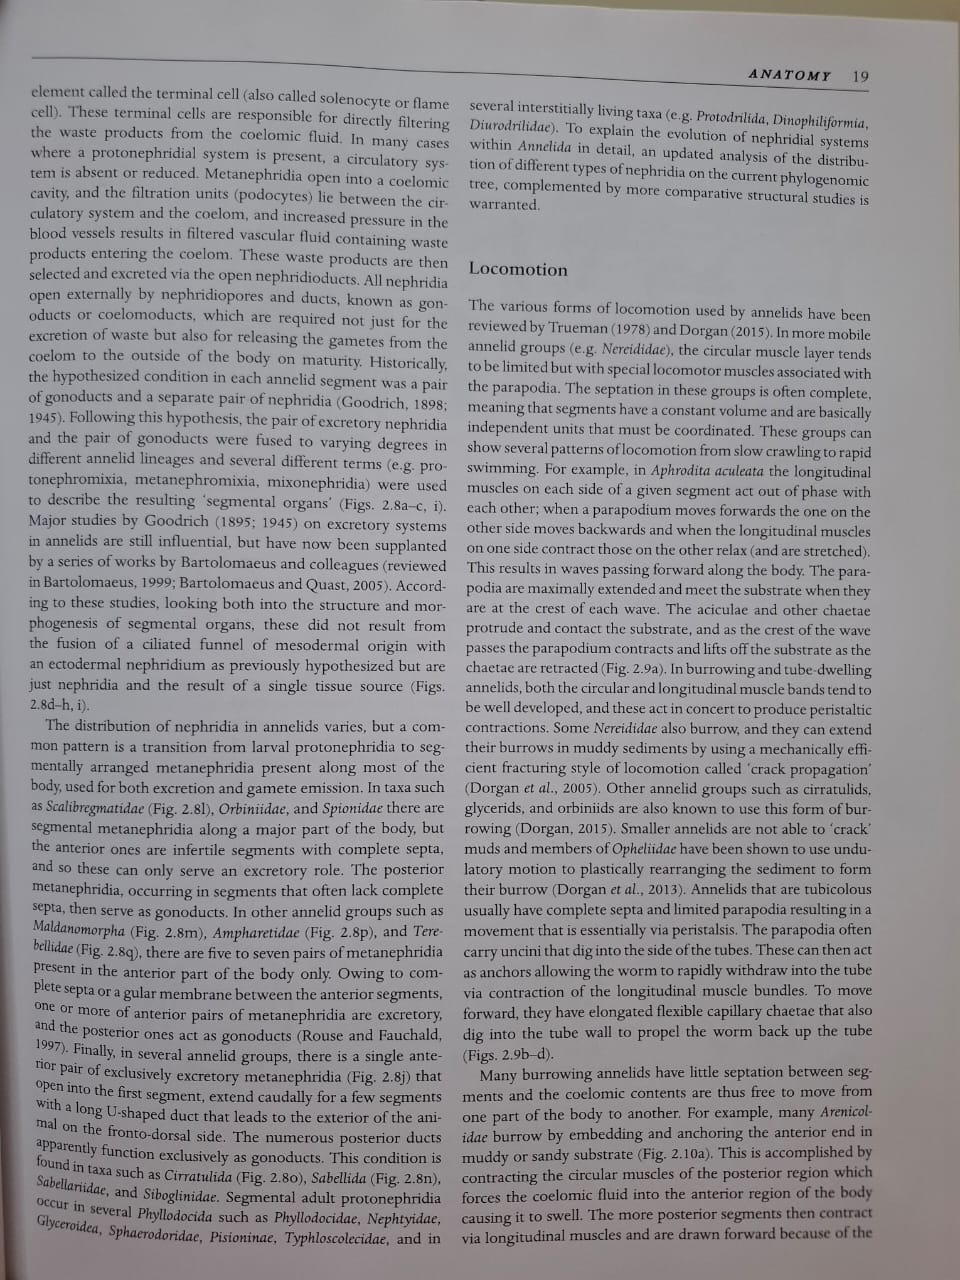 ANATOMY 19
element called the terminal cell (also called solenocyte or flame
cell). These terminal cells are responsible for directly filtering
the waste products from the coelomic fluid. In many cases
where a protonephridial system is present, a circulatory sys-
tem is absent or reduced. Metanephridia open into a coelomic
cavity, and the filtration units (podocytes) lie between the cir-
culatory system and the coelom, and increased pressure in the
blood vessels results in filtered vascular fluid containing waste
products entering the coelom. These waste products are then
selected and excreted via the open nephridioducts. All nephridia
open externally by nephridiopores and ducts, known as gon-
oducts or coelomoducts, which are required not just for the
excretion of waste but also for releasing the gametes from the
coelom to the outside of the body on maturity. Historically,
the hypothesized condition in each annelid segment was a pair
of gonoducts and a separate pair of nephridia (Goodrich, 1898;
1945). Following this hypothesis, the pair of excretory nephridia
and the pair of gonoducts were fused to varying degrees in
different annelid lineages and several different terms (e.g. pro-
tonephromixia, metanephromixia, mixonephridia) were used
to describe the resulting ‘segmental organs’ (Figs. 2.8a–c, i).
Major studies by Goodrich (1895; 1945) on excretory systems
in annelids are still influential, but have now been supplanted
by a series of works by Bartolomaeus and colleagues (reviewed
in Bartolomaeus, 1999; Bartolomaeus and Quast, 2005). Accord-
ing to these studies, looking both into the structure and mor-
phogenesis of segmental organs, these did not result from
the fusion of a ciliated funnel of mesodermal origin with
an ectodermal nephridium as previously hypothesized but are
just nephridia and the result of a single tissue source (Figs.
2.8d–h, i).
The distribution of nephridia in annelids varies, but a com-
mon pattern is a transition from larval protonephridia to seg-
mentally arranged metanephridia present along most of the
body, used for both excretion and gamete emission. In taxa such
as Scalibregmatidae (Fig. 2.8l), Orbiniidae, and Spionidae there are
segmental metanephridia along a major part of the body, but
the anterior ones are infertile segments with complete septa,
and so these can only serve an excretory role. The posterior
metanephridia, occurring in segments that often lack complete
septa, then serve as gonoducts. In other annelid groups such as
Maldanomorpha (Fig. 2.8m), Ampharetidae (Fig. 2.8p), and Tere-
bellidae (Fig. 2.8q), there are five to seven pairs of metanephridia
present in the anterior part of the body only. Owing to com-
plete septa or a gular membrane between the anterior segments,
one or more of anterior pairs of metanephridia are excretory,
and the posterior ones act as gonoducts (Rouse and Fauchald,
1997). Finally, in several annelid groups, there is a single ante-
rior pair of exclusively excretory metanephridia (Fig. 2.8j) that
open into the first segment, extend caudally for a few segments
with a long U-shaped duct that leads to the exterior of the ani-
mal on the fronto-dorsal side. The numerous posterior ducts
apparently function exclusively as gonoducts. This condition is
found in taxa such as Cirratulida (Fig. 2.8o), Sabellida (Fig. 2.8n),
Sabellariidae, and Siboglinidae. Segmental adult protonephridia
occur in several Phyllodocida such as Phyllodocidae, Nephtyidae,
Glyceroidea, Sphaerodoridae, Pisioninae, Typhloscolecidae, and in
several interstitially living taxa (e.g. Protodrilida, Dinophiliformia,
Diurodrilidae). To explain the evolution of nephridial systems
within Annelida in detail, an updated analysis of the distribu-
tion of different types of nephridia on the current phylogenomic
tree, complemented by more comparative structural studies is
warranted.
Locomotion
The various forms of locomotion used by annelids have been
reviewed by Trueman (1978) and Dorgan (2015). In more mobile
annelid groups (e.g. Nereididae), the circular muscle layer tends
to be limited but with special locomotor muscles associated with
the parapodia. The septation in these groups is often complete,
meaning that segments have a constant volume and are basically
independent units that must be coordinated. These groups can
show several patterns of locomotion from slow crawling to rapid
swimming. For example, in Aphrodita aculeata the longitudinal
muscles on each side of a given segment act out of phase with
each other; when a parapodium moves forwards the one on the
other side moves backwards and when the longitudinal muscles
on one side contract those on the other relax (and are stretched).
This results in waves passing forward along the body. The para-
podia are maximally extended and meet the substrate when they
are at the crest of each wave. The aciculae and other chaetae
protrude and contact the substrate, and as the crest of the wave
passes the parapodium contracts and lifts off the substrate as the
chaetae are retracted (Fig. 2.9a). In burrowing and tube-dwelling
annelids, both the circular and longitudinal muscle bands tend to
be well developed, and these act in concert to produce peristaltic
contractions. Some Nereididae also burrow, and they can extend
their burrows in muddy sediments by using a mechanically effi-
cient fracturing style of locomotion called ‘crack propagation’
(Dorgan et al., 2005). Other annelid groups such as cirratulids,
glycerids, and orbiniids are also known to use this form of bur-
rowing (Dorgan, 2015). Smaller annelids are not able to ‘crack’
muds and members of Opheliidae have been shown to use undu-
latory motion to plastically rearranging the sediment to form
their burrow (Dorgan et al., 2013). Annelids that are tubicolous
usually have complete septa and limited parapodia resulting in a
movement that is essentially via peristalsis. The parapodia often
carry uncini that dig into the side of the tubes. These can then act
as anchors allowing the worm to rapidly withdraw into the tube
via contraction of the longitudinal muscle bundles. To move
forward, they have elongated flexible capillary chaetae that also
dig into the tube wall to propel the worm back up the tube
(Figs. 2.9b–d).
Many burrowing annelids have little septation between seg-
ments and the coelomic contents are thus free to move from
one part of the body to another. For example, many Arenicol-
idae burrow by embedding and anchoring the anterior end in
muddy or sandy substrate (Fig. 2.10a). This is accomplished by
contracting the circular muscles of the posterior region which
forces the coelomic fluid into the anterior region of the body
causing it to swell. The more posterior segments then contract
via longitudinal muscles and are drawn forward because of the